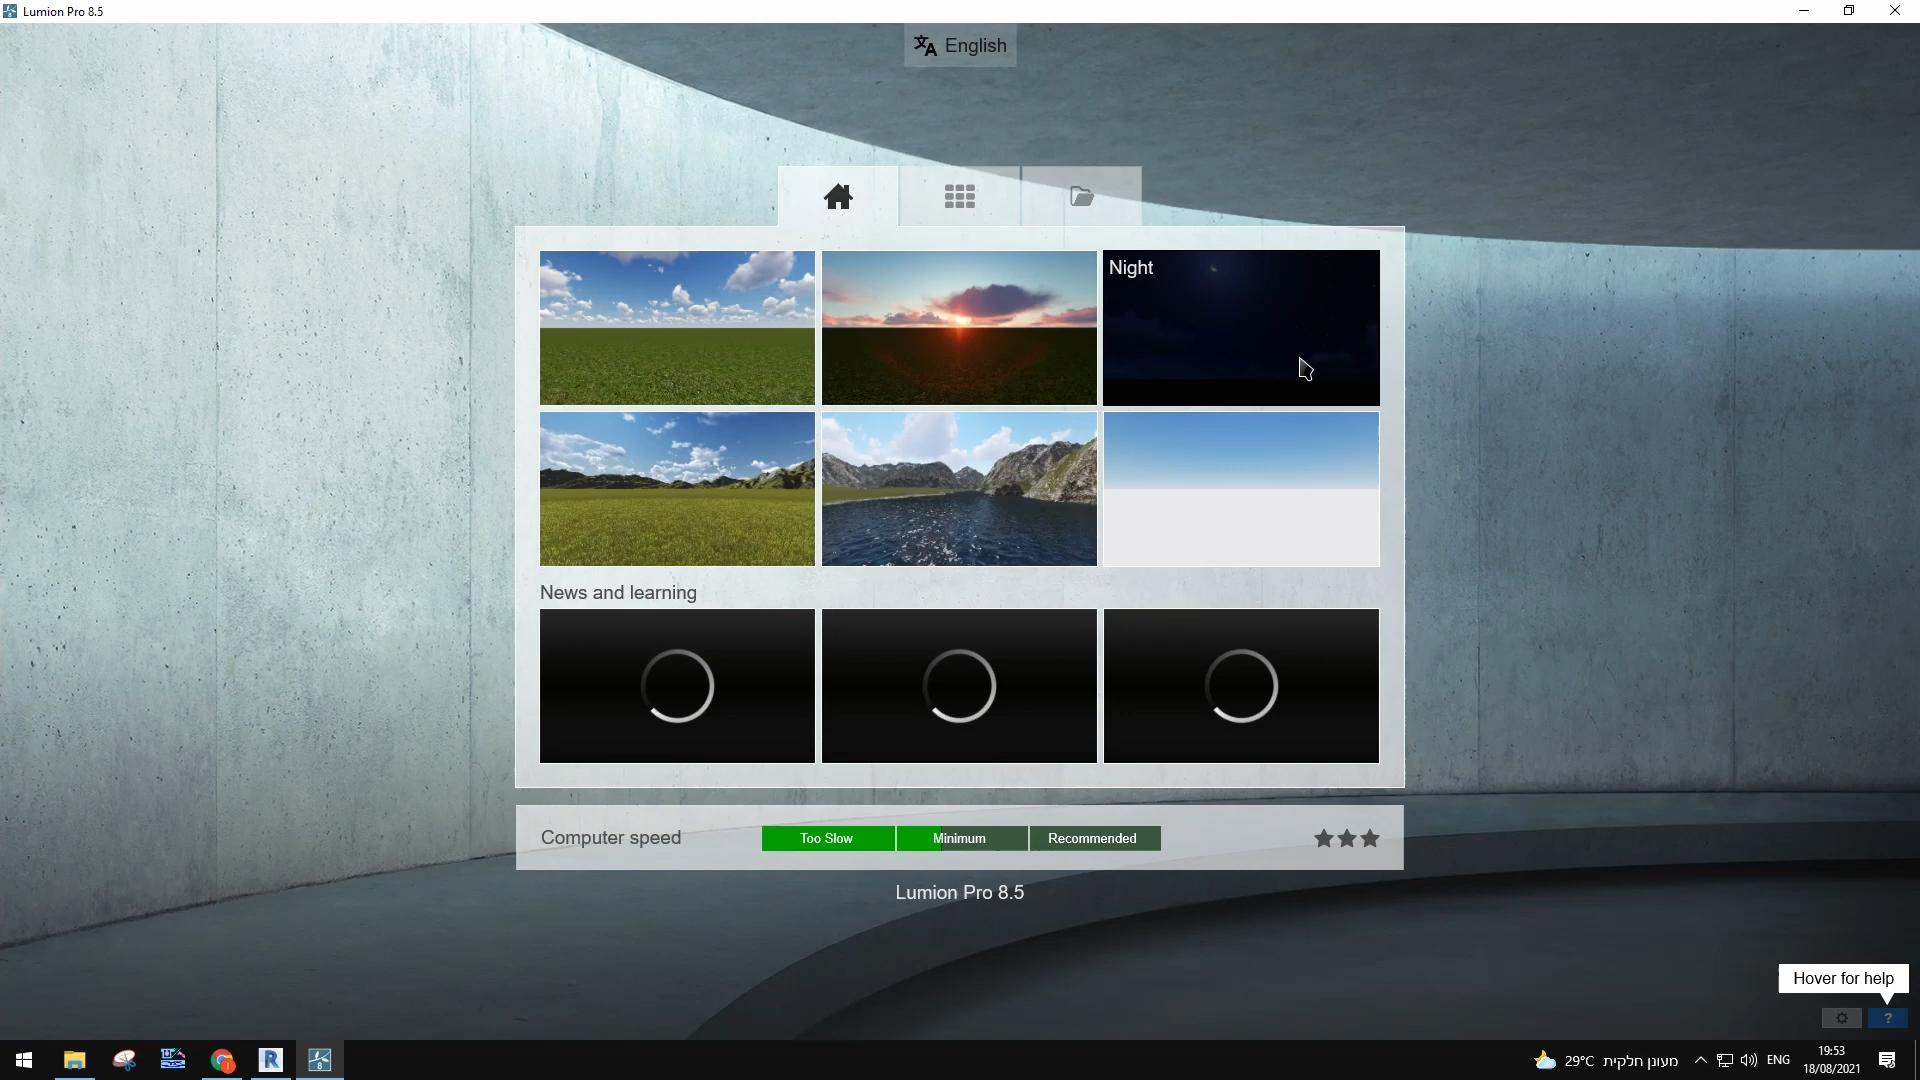 Lumion Pro 8.5
English
Night
News and learning
Computer speed
Too Slow
Minimum
Recommended
Lumion Pro 8.5
Hover for help
?
29°C
מעונן חלקית
ENG
19:53
18/08/2021